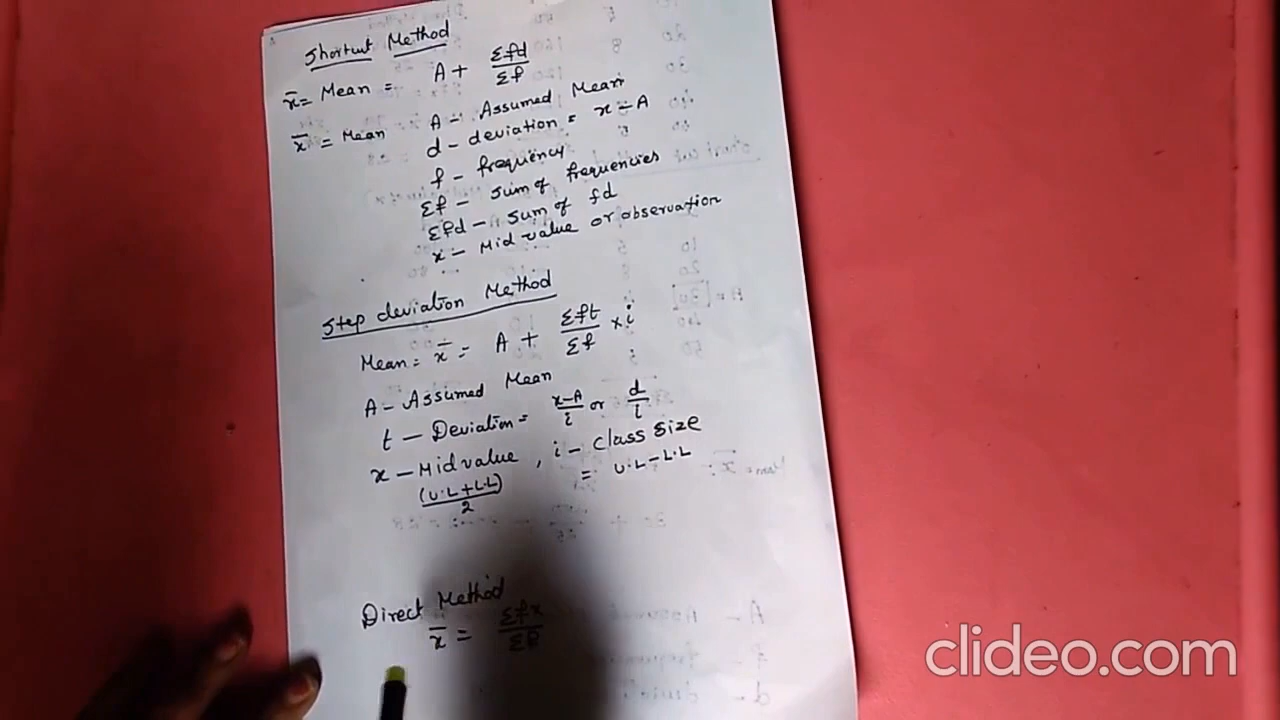 Shortcut Method
x̄ = Mean = A + Σfd/Σf
x̄ = Mean A - Assumed Mean
d - deviation = x - A
f - frequency
Σf - sum of frequencies
Σfd - sum of fd
x - Mid value or observation
Step deviation Method
Mean = x̄ = A + Σft/Σf × i
A - Assumed Mean
t - Deviation = x-A/i or d/i
x - Mid value, i - class size
(U.L + L.L)/2 = U.L - L.L
Direct Method
x̄ = Σfx/Σf
clideo.com